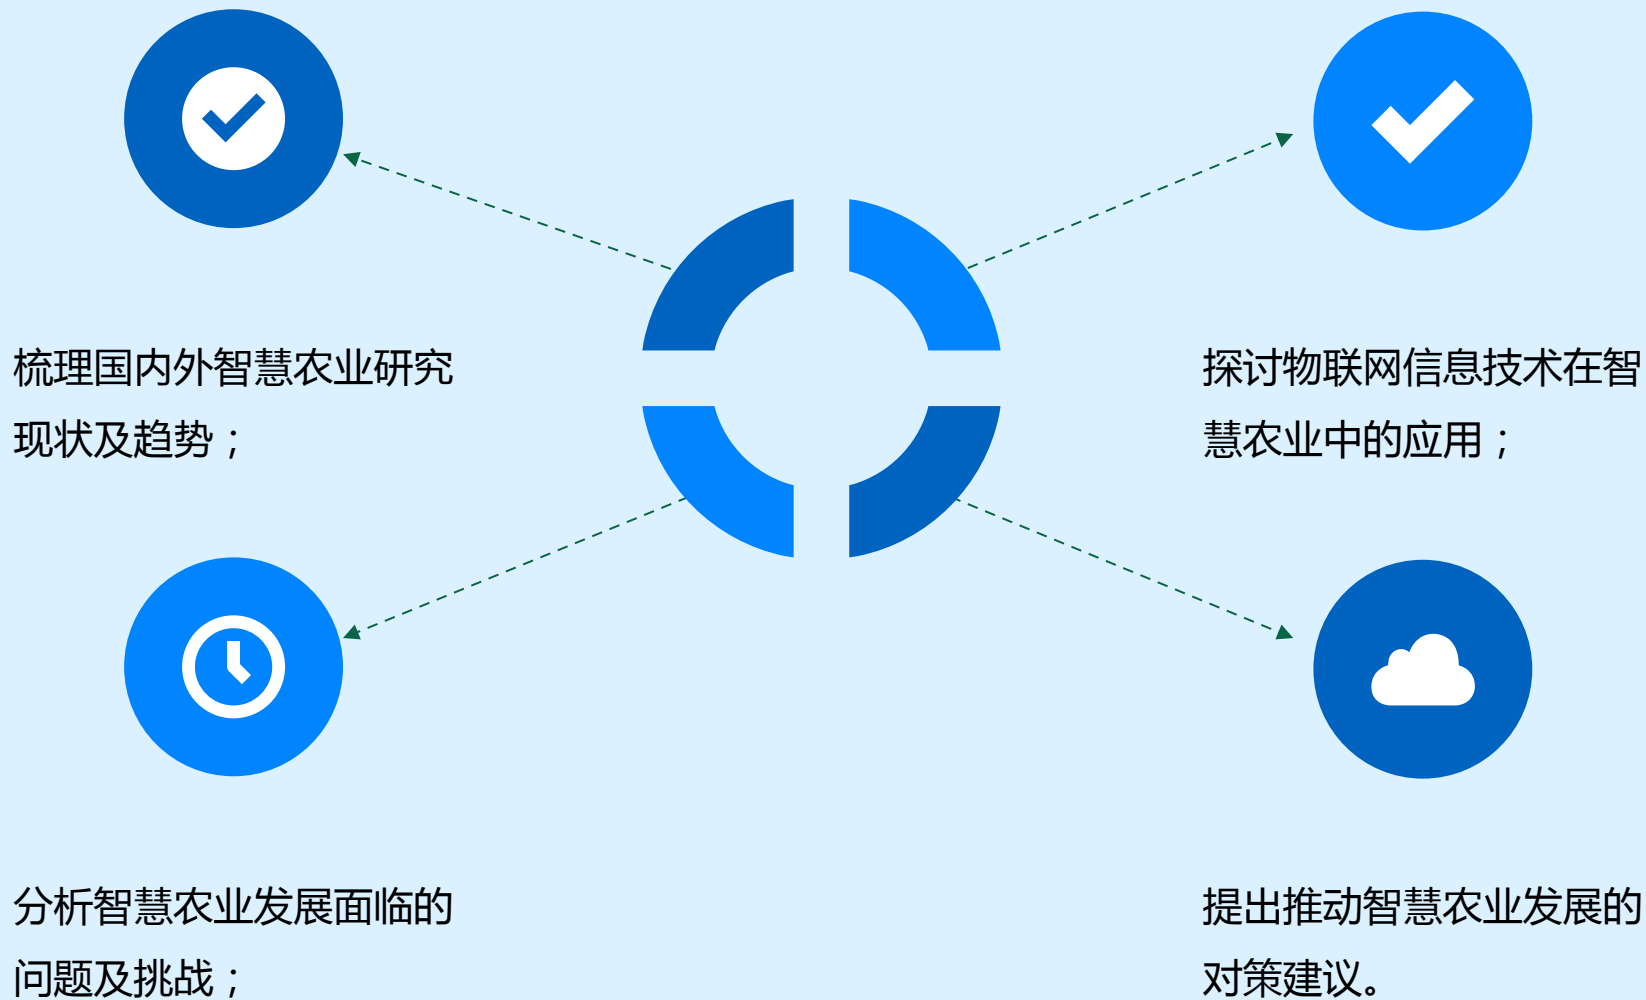 梳理国内外智慧农业研究
现状及趋势；
探讨物联网信息技术在智
慧农业中的应用；
分析智慧农业发展面临的
问题及挑战；
提出推动智慧农业发展的
对策建议。